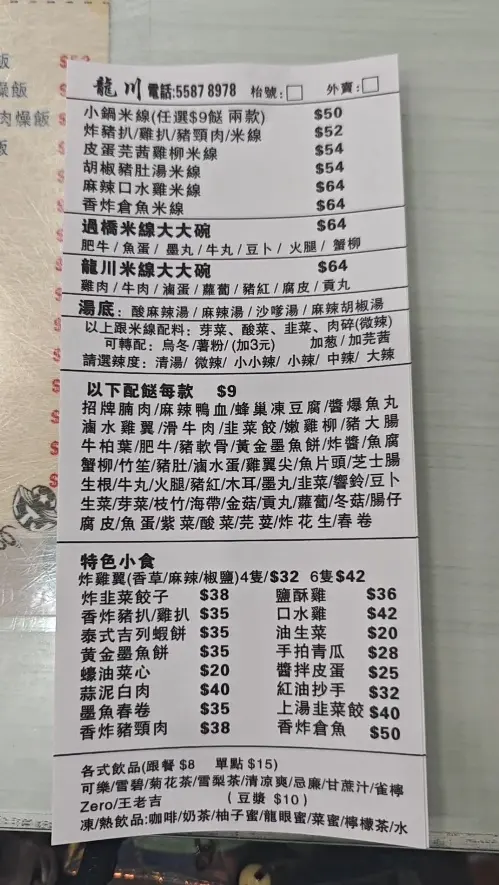 飯
燥飯
肉燥飯
飯
龍川 電話:5587 8978 枱號: 外賣:
小鍋米線(任選$9餸 兩款) $50
炸豬扒/雞扒/豬頸肉/米線 $52
皮蛋芫茜雞柳米線 $54
胡椒豬肚湯米線 $54
麻辣口水雞米線 $64
香炸倉魚米線 $64
過橋米線大大碗 $64
肥牛/魚蛋/墨丸/牛丸/豆卜/火腿/蟹柳
龍川米線大大碗 $64
雞肉/牛肉/滷蛋/蘿蔔/豬紅/腐皮/貢丸
湯底: 酸麻辣湯/麻辣湯/沙嗲湯/麻辣胡椒湯
以上跟米線配料: 芽菜、酸菜、韭菜、肉碎(微辣)
可轉配: 烏冬/薯粉/(加3元) 加葱/加芫茜
請選辣度: 清湯/微辣/小小辣/小辣/中辣/大辣
以下配餸每款 $9
招牌腩肉/麻辣鴨血/蜂巢凍豆腐/醬爆魚丸
滷水雞翼/滑牛肉/韭菜餃/嫩雞柳/豬大腸
牛柏葉/肥牛/豬軟骨/黃金墨魚餅/炸醬/魚腐
蟹柳/竹笙/豬肚/滷水蛋/雞翼尖/魚片頭/芝士腸
生根/牛丸/火腿/豬紅/木耳/墨丸/韭菜/響鈴/豆卜
生菜/芽菜/枝竹/海帶/金菇/貢丸/蘿蔔/冬菇/腸仔
腐皮/魚蛋/紫菜/酸菜/芫荽/炸花生/春卷
特色小食
炸雞翼(香草/麻辣/椒鹽)4隻/$32 6隻$42
炸韭菜餃子 $38 鹽酥雞 $36
香炸豬扒/雞扒 $35 口水雞 $42
泰式吉列蝦餅 $35 油生菜 $20
黃金墨魚餅 $35 手拍青瓜 $28
蠔油菜心 $20 醬拌皮蛋 $25
蒜泥白肉 $40 紅油抄手 $32
墨魚春卷 $35 上湯韭菜餃 $40
香炸豬頸肉 $38 香炸倉魚 $50
各式飲品(跟餐 $8 單點 $15)
可樂/雪碧/菊花茶/雪梨茶/清凉爽/忌廉/甘蔗汁/雀檸
Zero/王老吉 (豆漿 $10)
凍/熱飲品:咖啡/奶茶/柚子蜜/龍眼蜜/菜蜜/檸檬茶/水